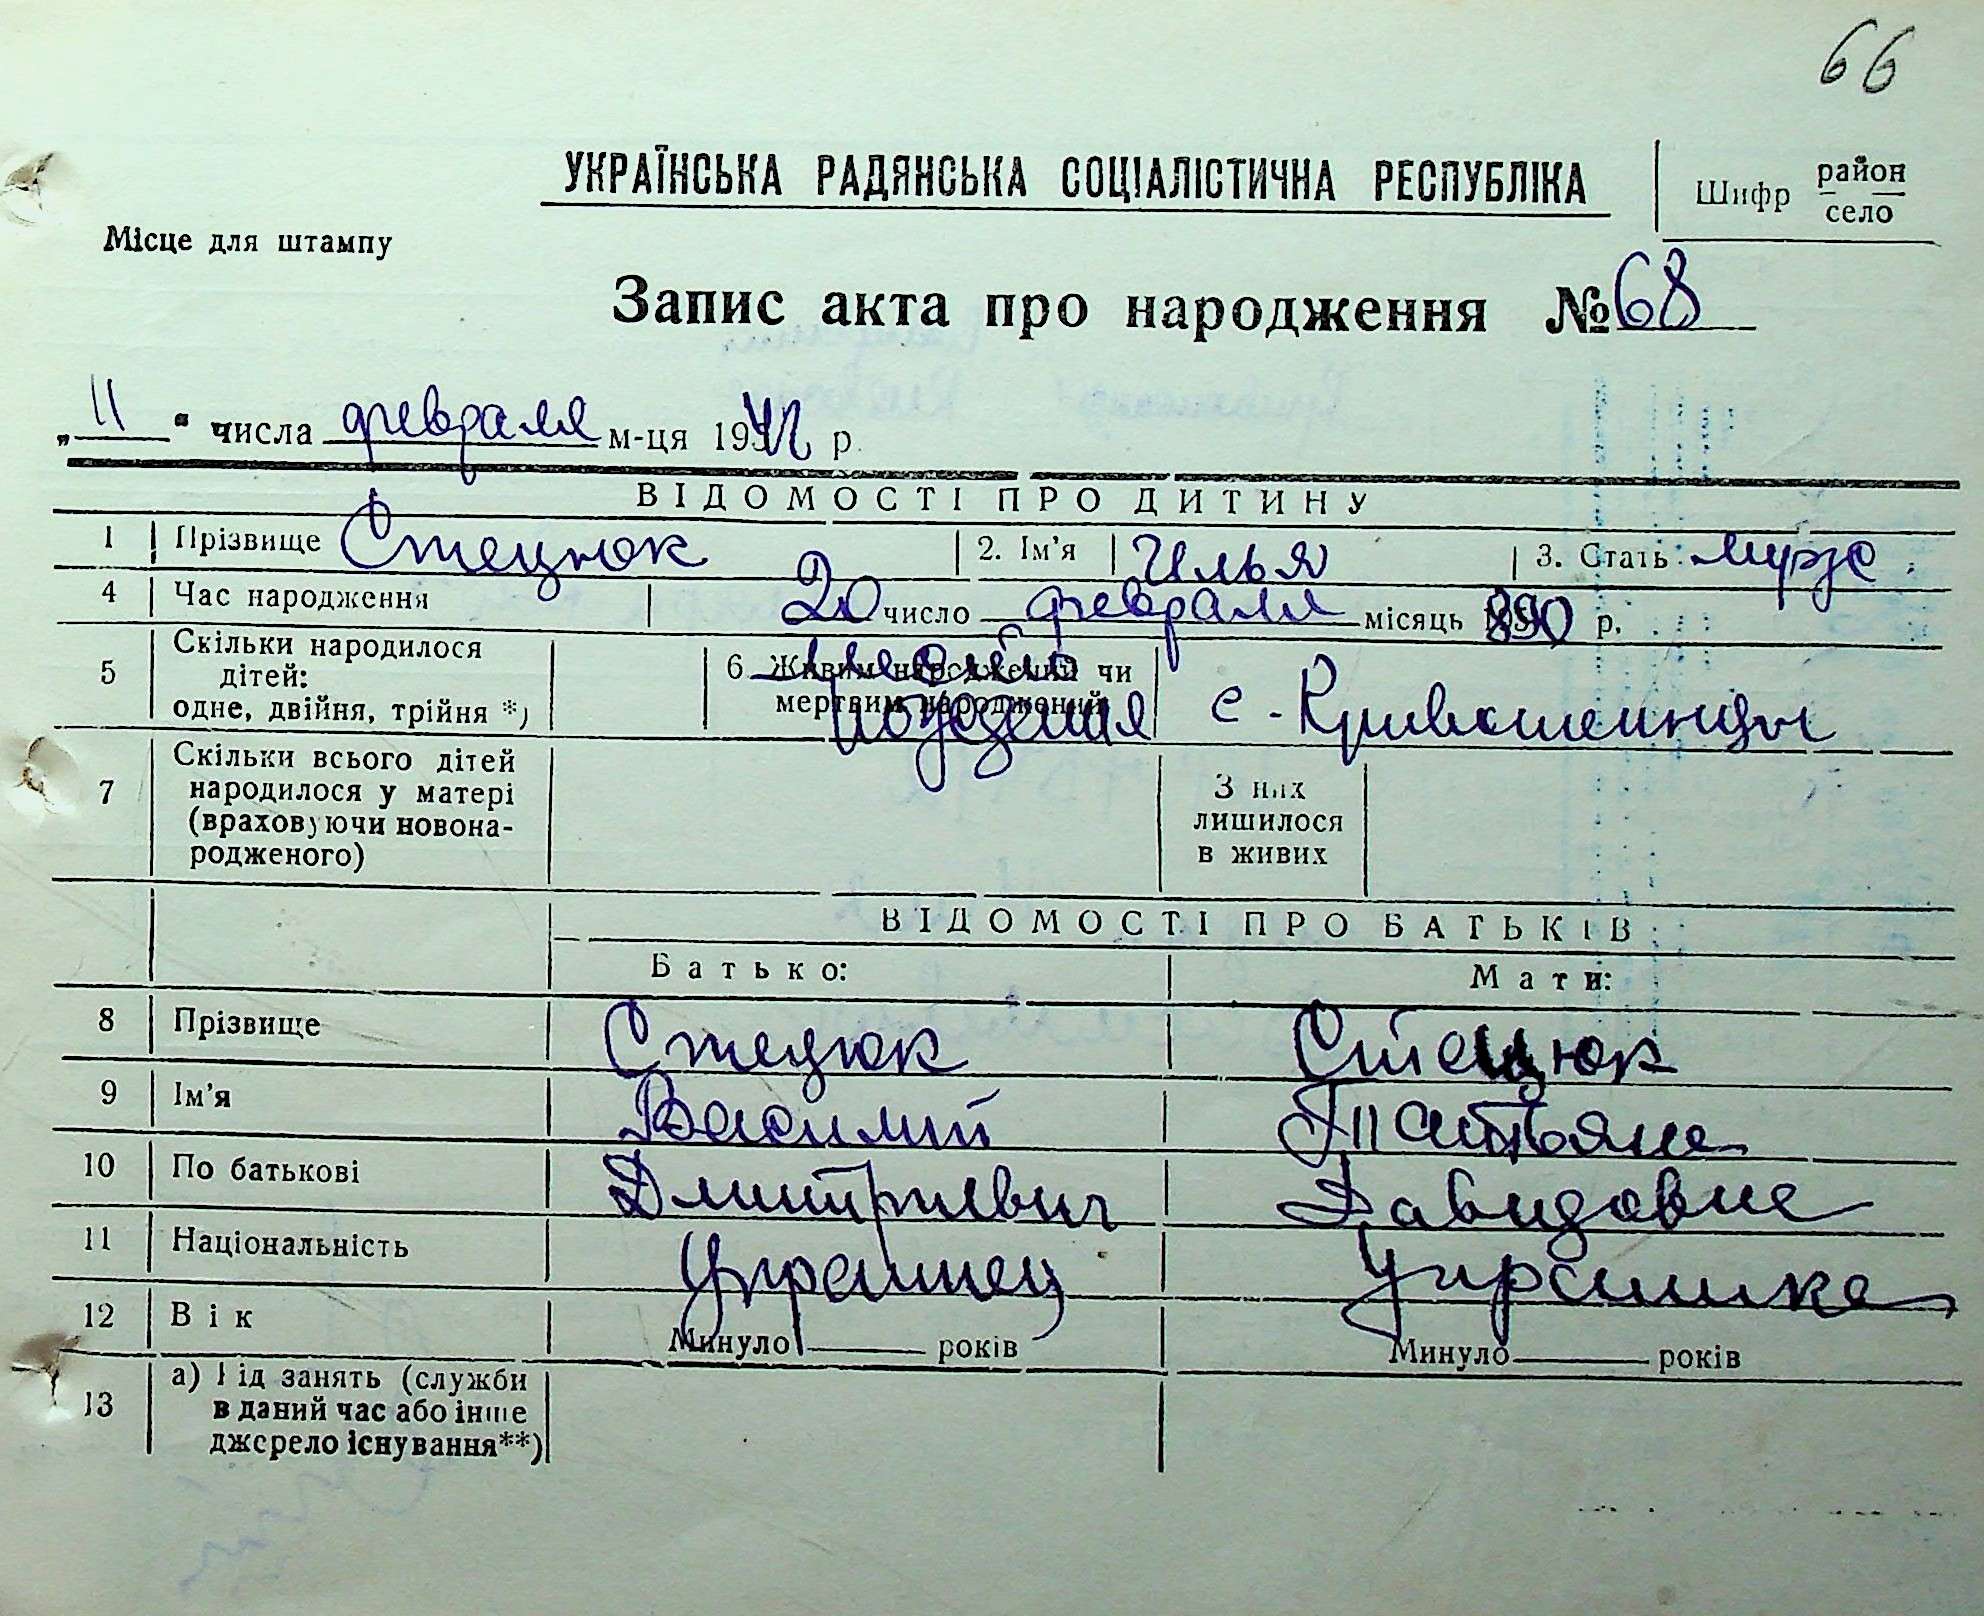 66
УКРАЇНСЬКА РАДЯНСЬКА СОЦІАЛІСТИЧНА РЕСПУБЛІКА
Шифр район
село
Місце для штампу
Запис акта про народження № 68
„11“ числа февраля м-ця 194 р.
ВІДОМОСТІ ПРО ДИТИНУ
1 Прізвище Стецюк 2. Ім'я Илья 3. Стать муж
4 Час народження 20 число февраля місяць 1890 р.
5 Скільки народилося дітей: одне, двійня, трійня *) 6. Живим народжений чи мертвим народжений место рождения с. Кривошеинцы
7 Скільки всього дітей народилося у матері (враховуючи новонародженого) З них лишилося в живих
ВІДОМОСТІ ПРО БАТЬКІВ
Батько: Мати:
8 Прізвище Стецюк Стецюк
9 Ім'я Василий Татьяна
10 По батькові Дмитриевич Давидовна
11 Національність Украинец Украинка
12 Вік Минуло років Минуло років
13 а) Рід занять (служби
в даний час або інше
джерело існування**)